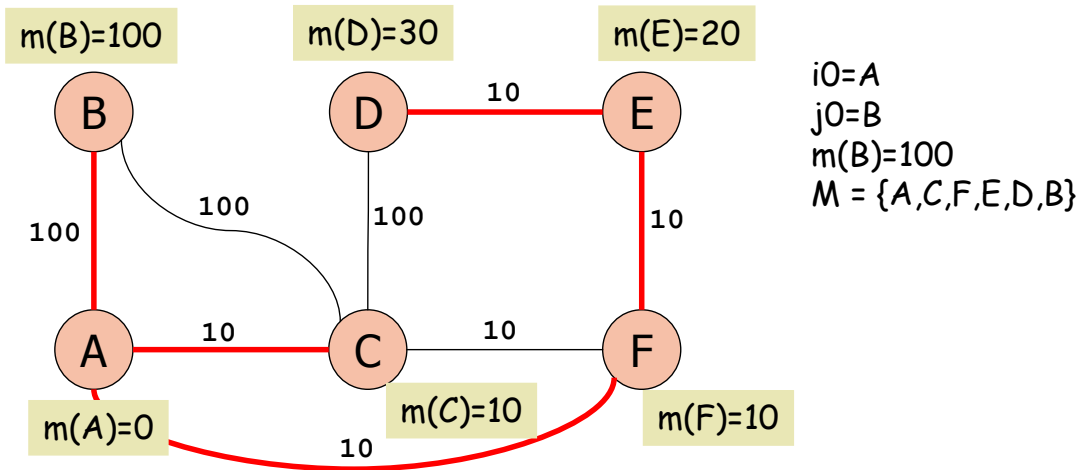 m(B)=100
m(D)=30
m(E)=20
i0=A
j0=B
m(B)=100
M = {A,C,F,E,D,B}
B
D
10
E
100
100
100
10
A
10
C
10
F
m(A)=0
m(C)=10
m(F)=10
10